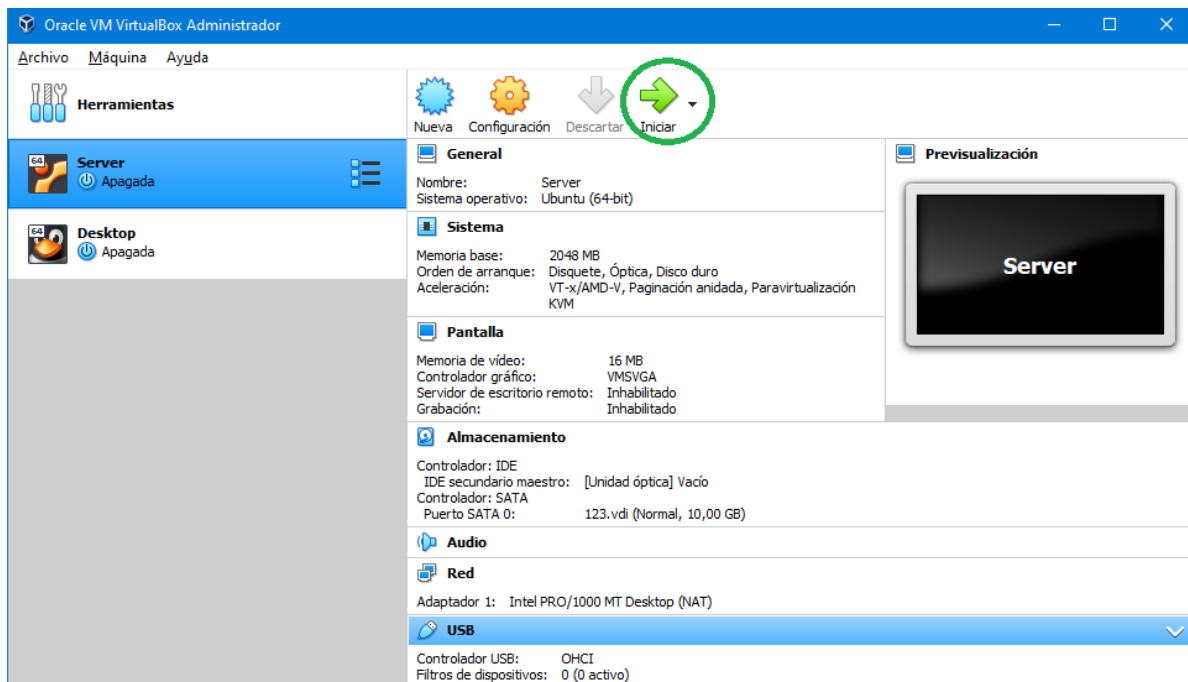 Oracle VM VirtualBox Administrador
Archivo Máquina Ayuda
Herramientas
Nueva Configuración Descartar Iniciar
64
Server
Apagada
64
Desktop
Apagada
General
Nombre: Server
Sistema operativo: Ubuntu (64-bit)
Sistema
Memoria base: 2048 MB
Orden de arranque: Disquete, Óptica, Disco duro
Aceleración: VT-x/AMD-V, Paginación anidada, Paravirtualización
KVM
Pantalla
Memoria de vídeo: 16 MB
Controlador gráfico: VMSVGA
Servidor de escritorio remoto: Inhabilitado
Grabación: Inhabilitado
Previsualización
Server
Almacenamiento
Controlador: IDE
IDE secundario maestro: [Unidad óptica] Vacío
Controlador: SATA
Puerto SATA 0: 123.vdi (Normal, 10,00 GB)
Audio
Red
Adaptador 1: Intel PRO/1000 MT Desktop (NAT)
USB
Controlador USB: OHCI
Filtros de dispositivos: 0 (0 activo)